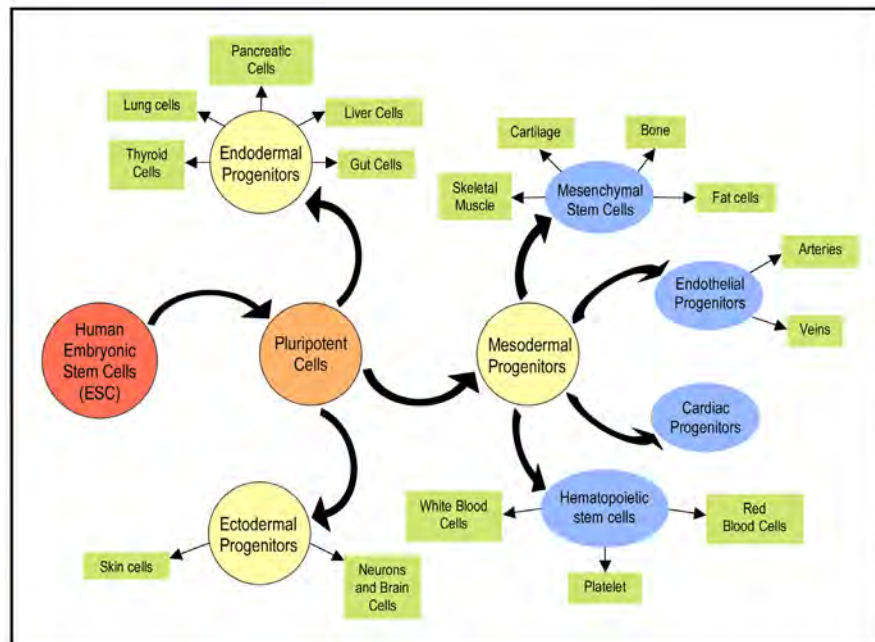 Pancreatic
Cells
Lung cells
Liver Cells
Endodermal
Progenitors
Thyroid
Cells
Gut Cells
Cartilage
Bone
Skeletal
Muscle
Mesenchymal
Stem Cells
Fat cells
Arteries
Endothelial
Progenitors
Veins
Human
Embryonic
Stem Cells
(ESC)
Pluripotent
Cells
Mesodermal
Progenitors
Cardiac
Progenitors
Hematopoietic
stem cells
White Blood
Cells
Red
Blood Cells
Platelet
Ectodermal
Progenitors
Skin cells
Neurons
and Brain
Cells